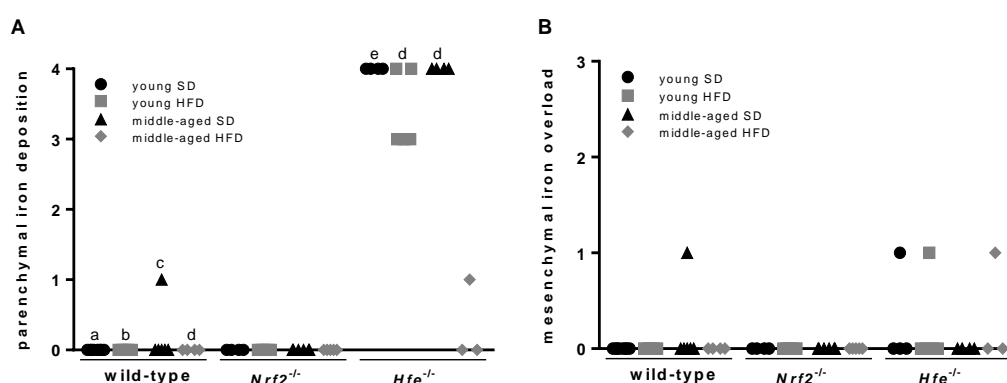 A
parenchymal iron deposition
4
3
2
1
0
young SD
young HFD
middle-aged SD
middle-aged HFD
e d d
c
a b d
wild-type Nrf2-/- Hfe-/-
B
mesenchymal iron overload
3
2
1
0
young SD
young HFD
middle-aged SD
middle-aged HFD
wild-type Nrf2-/- Hfe-/-